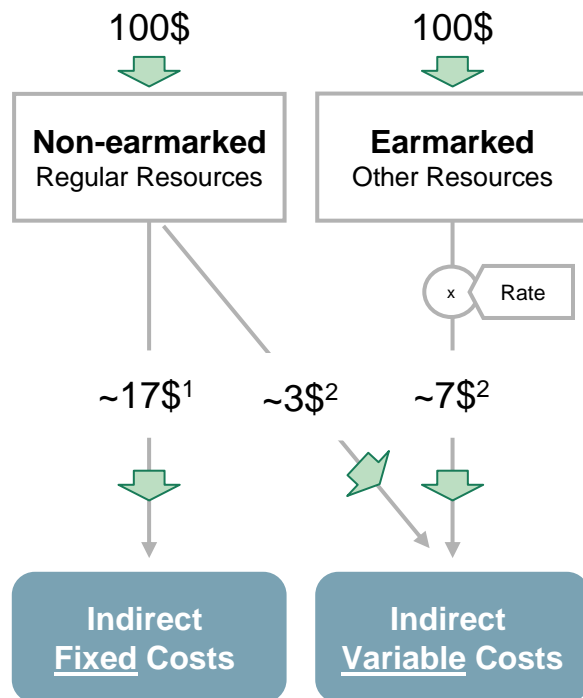 100$ 100$
Non-earmarked
Regular Resources
Earmarked
Other Resources
x Rate
~17$¹ ~3$² ~7$²
Indirect
Fixed Costs
Indirect
Variable Costs